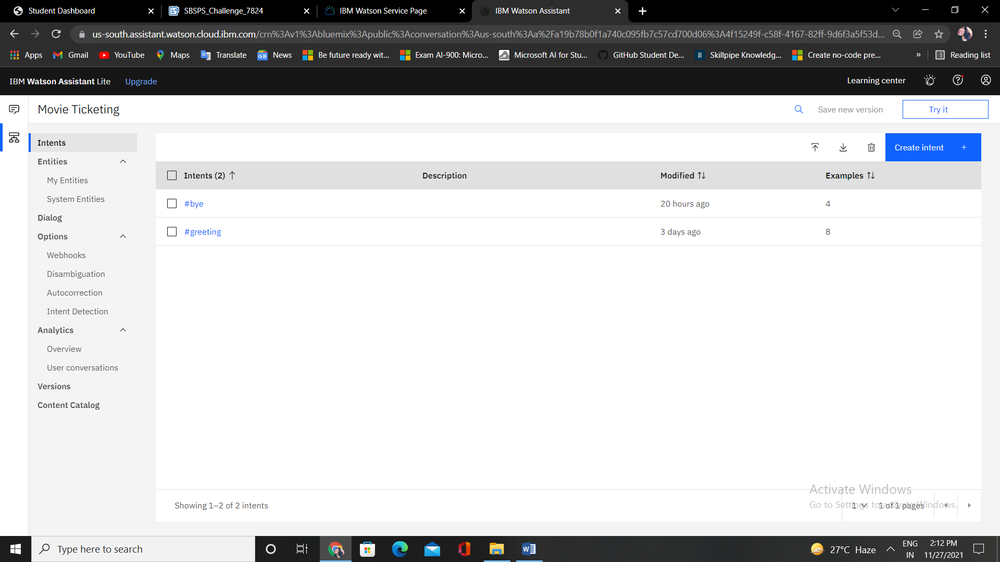 Student Dashboard
SBSPS_Challenge_7824
IBM Watson Service Page
IBM Watson Assistant
us-south.assistant.watson.cloud.ibm.com/crn%3Av1%3Abluemix%3Apublic%3Aconversation%3Aus-south%3Aa%2Fa19b78b0f1a740c095fb7c57cd700d06%3A4f15249f-c58f-4167-82ff-9d6f3a5f53d...
Apps
Gmail
YouTube
Maps
Translate
News
Be future ready wit...
Exam AI-900: Micro...
Microsoft AI for Stu...
GitHub Student De...
Skillpipe Knowledg...
Create no-code pre...
»
Reading list
IBM Watson Assistant Lite
Upgrade
Learning center
Movie Ticketing
Save new version
Try it
Intents
Entities
My Entities
System Entities
Dialog
Options
Webhooks
Disambiguation
Autocorrection
Intent Detection
Analytics
Overview
User conversations
Versions
Content Catalog
Create intent +
Intents (2)
Description
Modified
Examples
#bye
20 hours ago
4
#greeting
3 days ago
8
Showing 1–2 of 2 intents
1
1 of 1 pages
Activate Windows
Go to Settings to activate Windows.
Type here to search
27°C Haze
ENG
IN
2:12 PM
11/27/2021